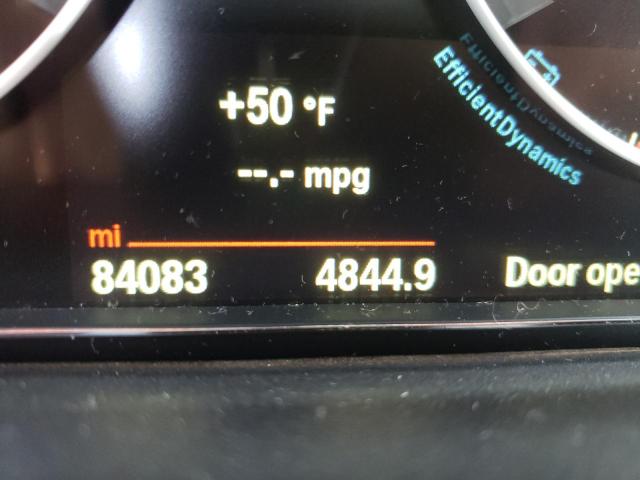 +50 °F
EfficientDynamics
--.- mpg
mi
84083 4844.9 Door ope